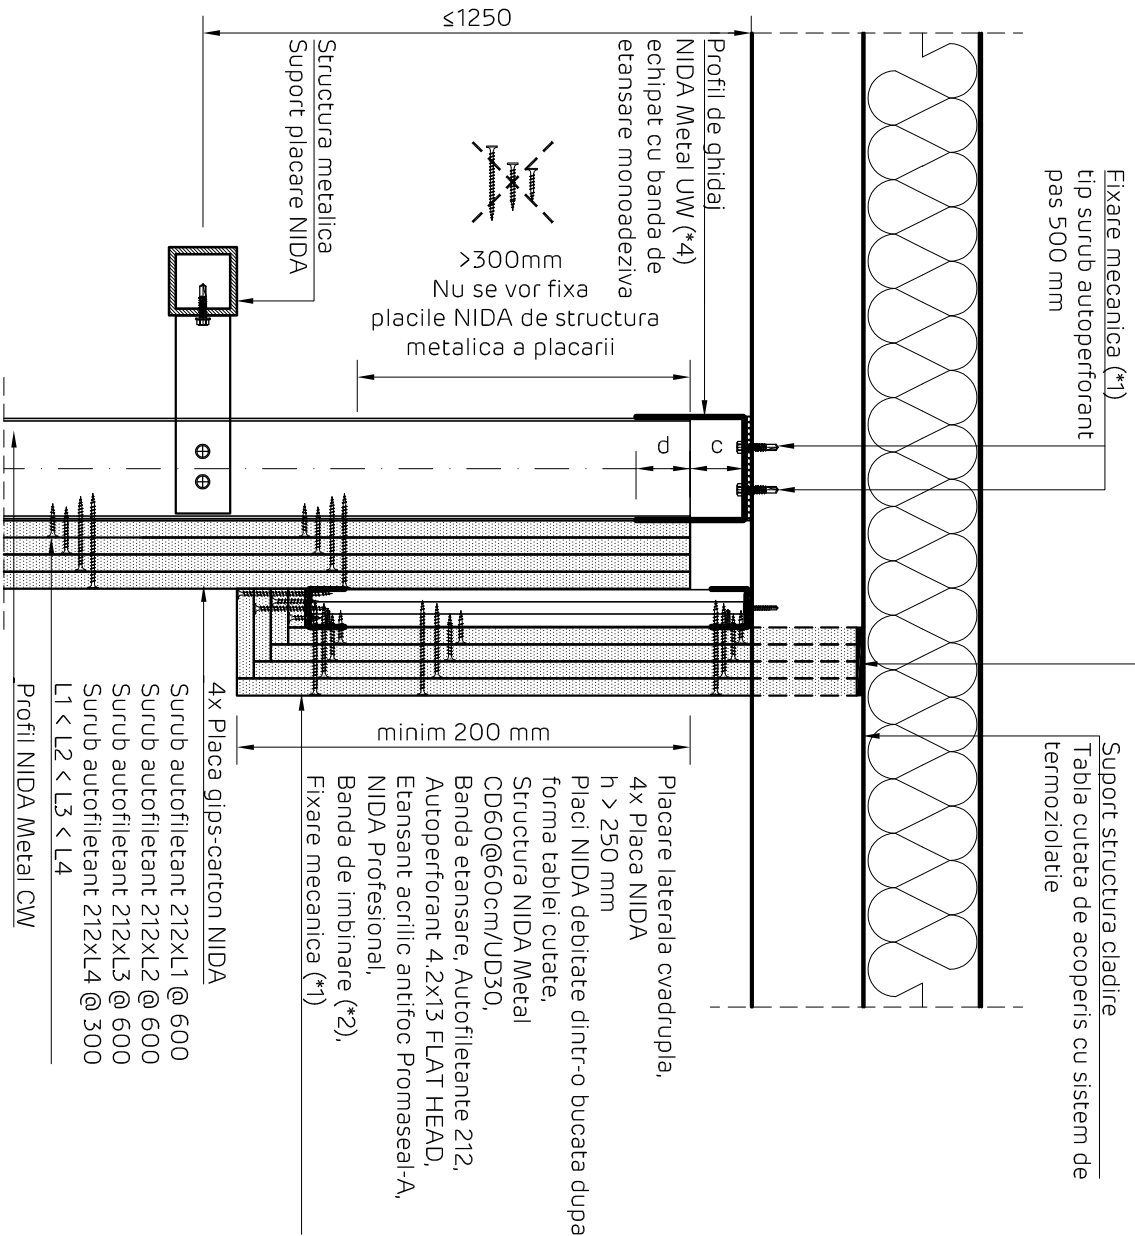 ≤1250
Fixare mecanica (*1)
tip surub autoperforant
pas 500 mm
Profil de ghidaj
NIDA Metal UW (*4)
echipat cu banda de
etansare monoadeziva
Structura metalica
Suport placare NIDA
>300mm
Nu se vor fixa
placile NIDA de structura
metalica a placarii
d
c
minim 200 mm
Suport structura cladire
Tabla cutata de acoperis cu sistem de
termoziolatie
Placare laterala cvadrupla,
4x Placa NIDA
h > 250 mm
Placi NIDA debitate dintr-o bucata dupa
forma tablei cutate,
Structura NIDA Metal
CD60@60cm/UD30,
Banda etansare, Autofiletante 212,
Autoperforant 4.2x13 FLAT HEAD,
Etansant acrilic antifoc Promaseal-A,
NIDA Profesional,
Banda de imbinare (*2),
Fixare mecanica (*1)
4x Placa gips-carton NIDA
Surub autofiletant 212xL1 @ 600
Surub autofiletant 212xL2 @ 600
Surub autofiletant 212xL3 @ 600
Surub autofiletant 212xL4 @ 300
L1 < L2 < L3 < L4
Profil NIDA Metal CW